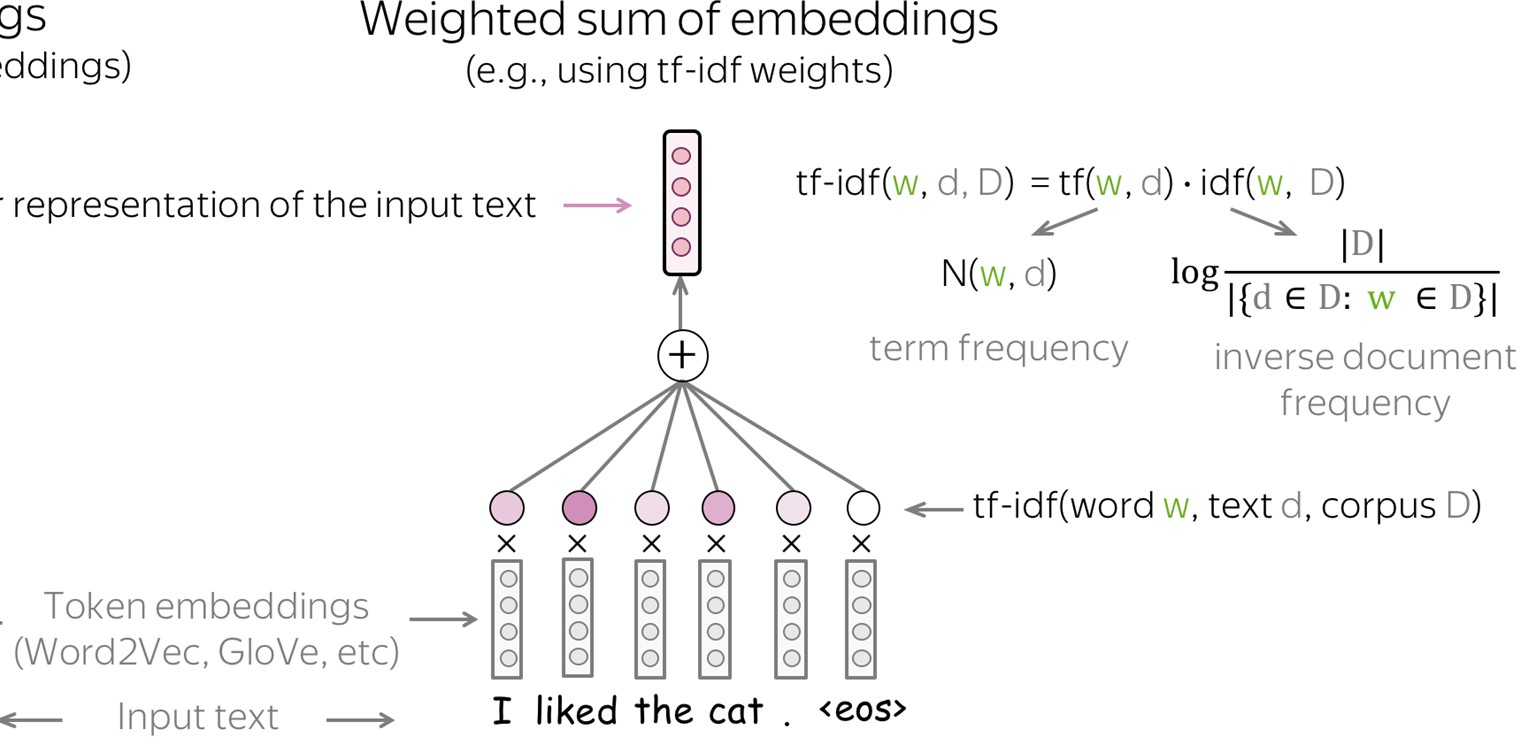 gs
Weighted sum of embeddings
eddings)
(e.g., using tf-idf weights)
representation of the input text
tf-idf(w, d, D) = tf(w, d) · idf(w, D)
N(w, d)
log |D| / |{d ∈ D: w ∈ D}|
term frequency
inverse document
frequency
+
tf-idf(word w, text d, corpus D)
× × × × × ×
Token embeddings
(Word2Vec, GloVe, etc)
I liked the cat . <eos>
Input text